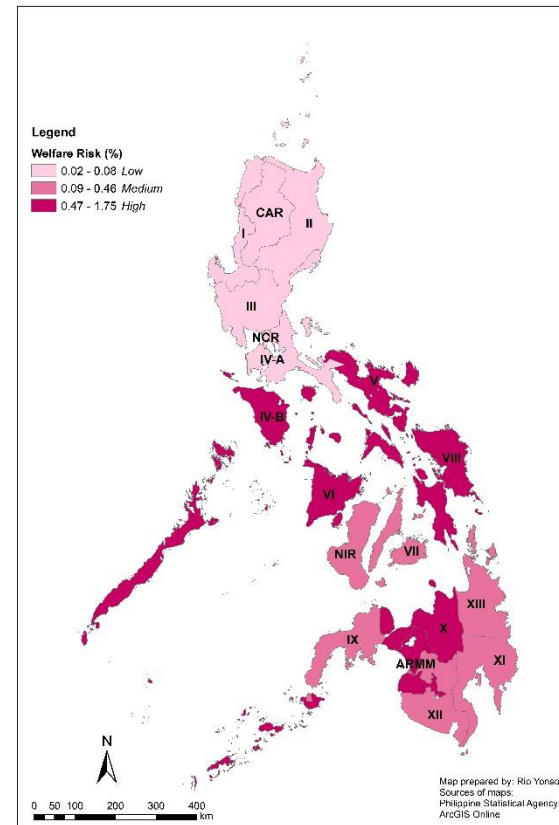 Legend
Welfare Risk (%)
0.02 - 0.08 Low
0.09 - 0.46 Medium
0.47 - 1.75 High
CAR
I
II
III
NCR
IV-A
V
IV-B
VIII
VI
NIR
VII
XIII
IX
X
ARMM
XI
XII
N
0 50 100 200 300 400
km
Map prepared by: Rio Yonson
Sources of maps:
Philippine Statistical Agency
ArcGIS Online